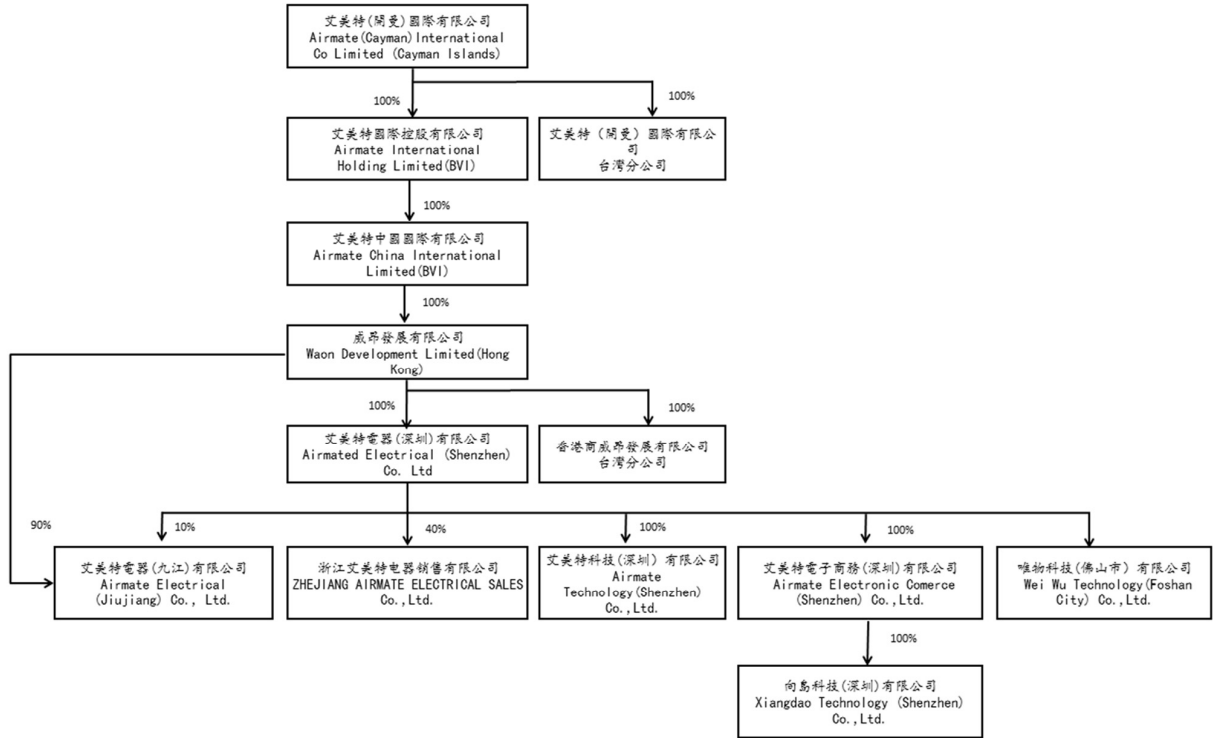 艾美特(開曼)國際有限公司
Airmate(Cayman)International
Co Limited (Cayman Islands)
100%
100%
艾美特國際控股有限公司
Airmate International
Holding Limited(BVI)
艾美特（開曼）國際有限公
司
台灣分公司
100%
艾美特中國國際有限公司
Airmate China International
Limited(BVI)
100%
威昂發展有限公司
Waon Development Limited(Hong
Kong)
100%
100%
艾美特電器(深圳)有限公司
Airmated Electrical (Shenzhen)
Co. Ltd
香港商威昂發展有限公司
台灣分公司
90%
10%
40%
100%
100%
艾美特電器(九江)有限公司
Airmate Electrical
(Jiujiang) Co., Ltd.
浙江艾美特电器销售有限公司
ZHEJIANG AIRMATE ELECTRICAL SALES
Co.,Ltd.
艾美特科技(深圳) 有限公司
Airmate
Technology(Shenzhen)
Co.,Ltd.
艾美特電子商務(深圳)有限公司
Airmate Electronic Comerce
(Shenzhen) Co.,Ltd.
唯物科技(佛山市) 有限公司
Wei Wu Technology(Foshan
City) Co.,Ltd.
100%
向島科技(深圳)有限公司
Xiangdao Technology (Shenzhen)
Co.,Ltd.